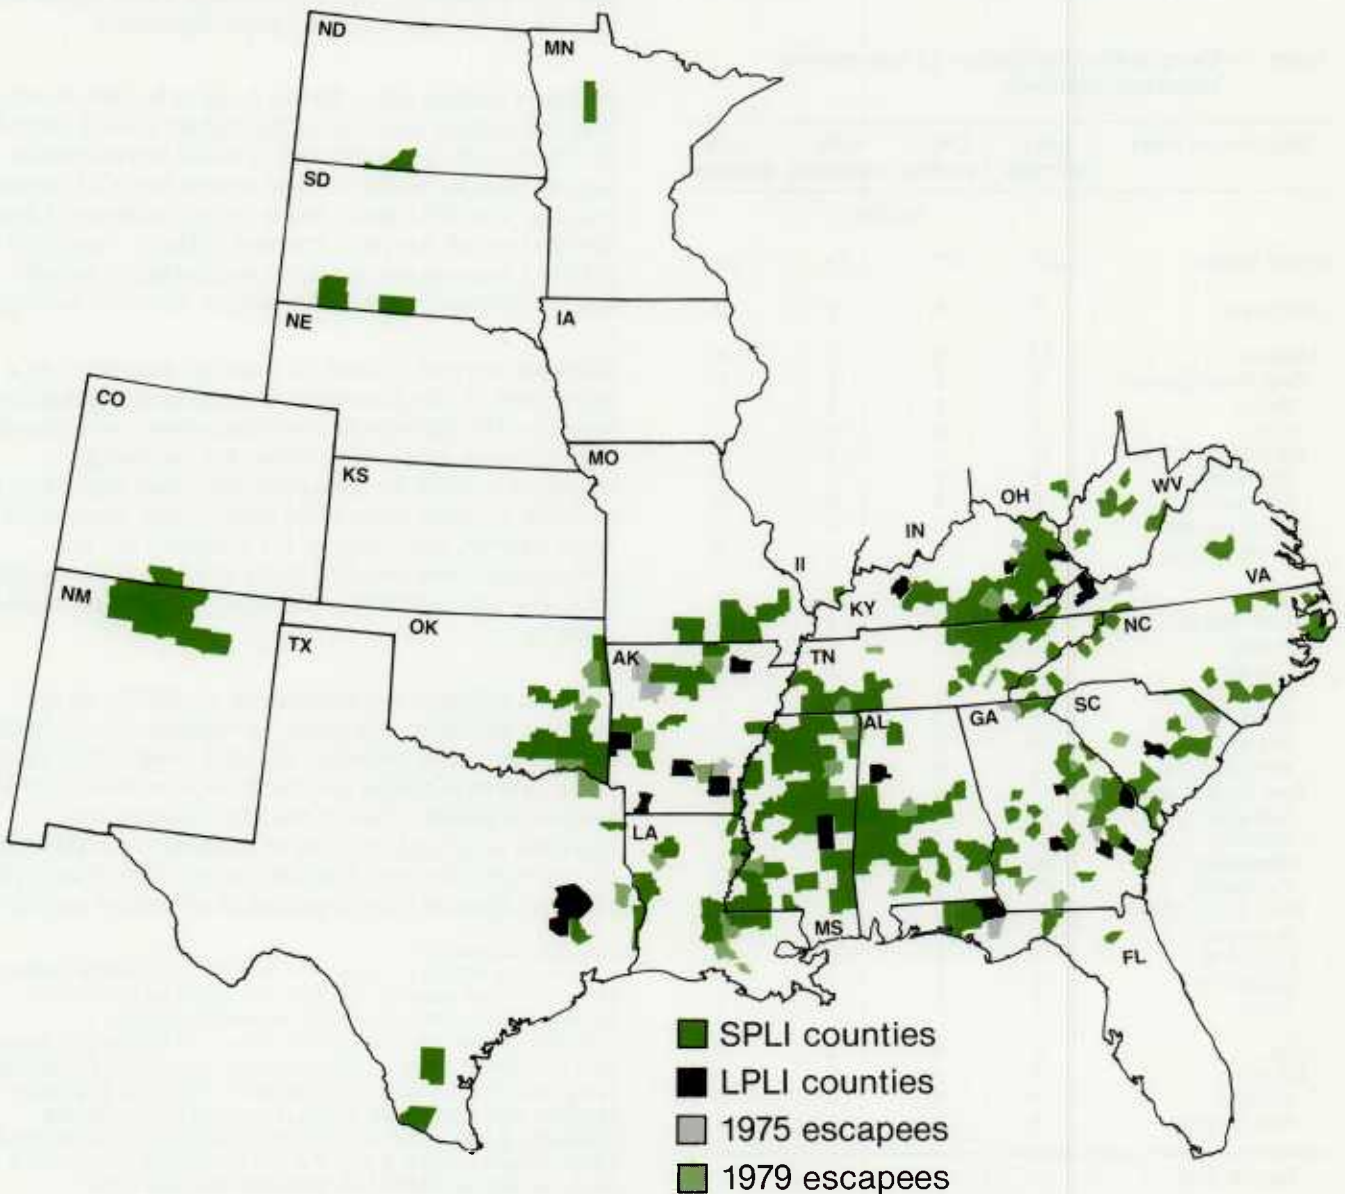 ND
MN
SD
NE
IA
CO
KS
MO
OH
WV
IN
Il
VA
NM
KY
OK
NC
TX
AK
TN
AL
GA
SC
LA
MS
FL
SPLI counties
LPLI counties
1975 escapees
1979 escapees